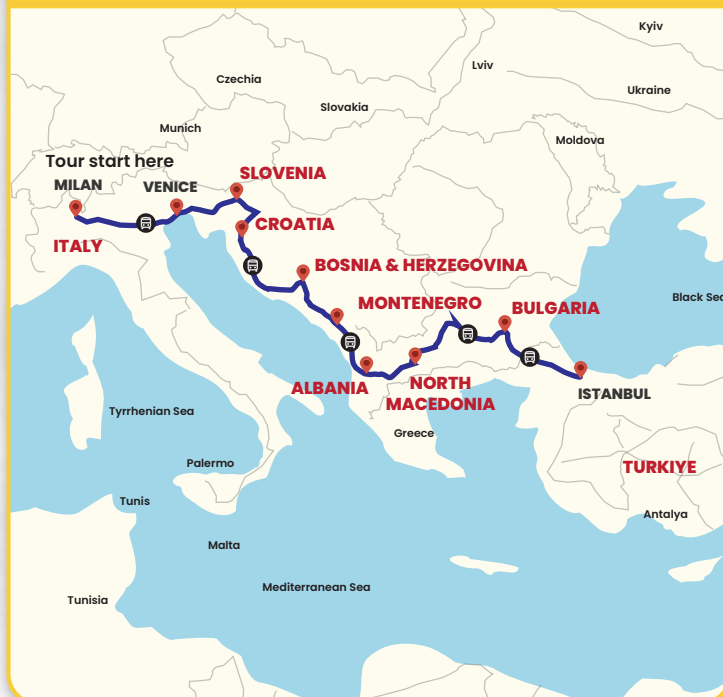 Kyiv
Lviv
Czechia
Ukraine
Slovakia
Munich
Moldova
Tour start here
MILAN
VENICE
SLOVENIA
CROATIA
ITALY
BOSNIA & HERZEGOVINA
Black Sea
MONTENEGRO
BULGARIA
ALBANIA
NORTH
MACEDONIA
ISTANBUL
Tyrrhenian Sea
Greece
Palermo
TURKIYE
Tunis
Antalya
Malta
Mediterranean Sea
Tunisia